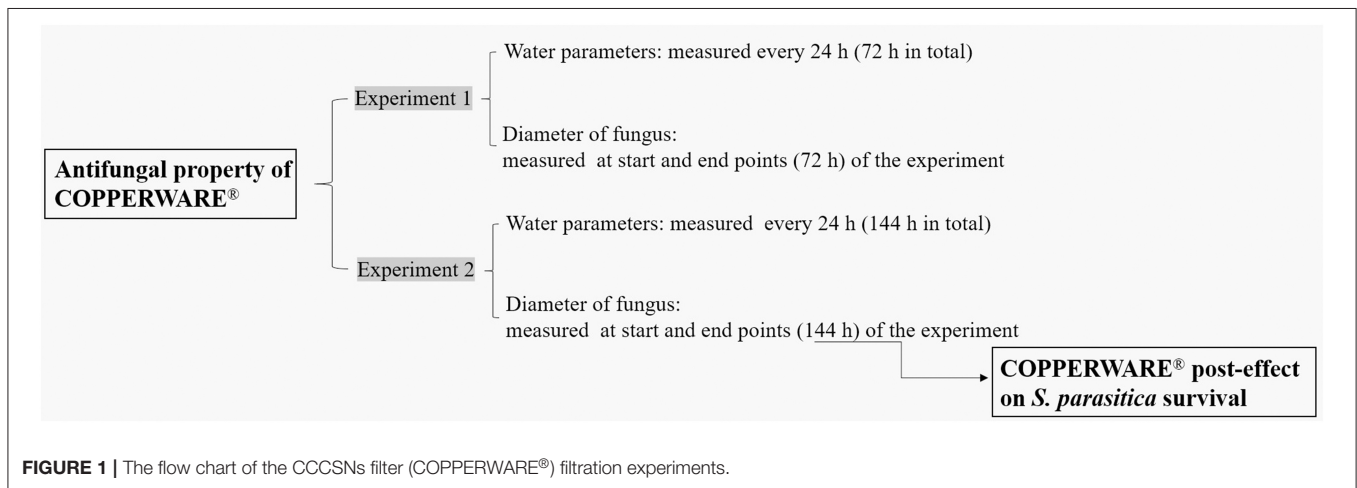 Water parameters: measured every 24 h (72 h in total)
Experiment 1
Diameter of fungus:
measured at start and end points (72 h) of the experiment
Antifungal property of
COPPERWARE®
Water parameters: measured every 24 h (144 h in total)
Experiment 2
Diameter of fungus:
measured at start and end points (144 h) of the experiment
COPPERWARE® post-effect
on S. parasitica survival
FIGURE 1 | The flow chart of the CCCSNs filter (COPPERWARE®) filtration experiments.